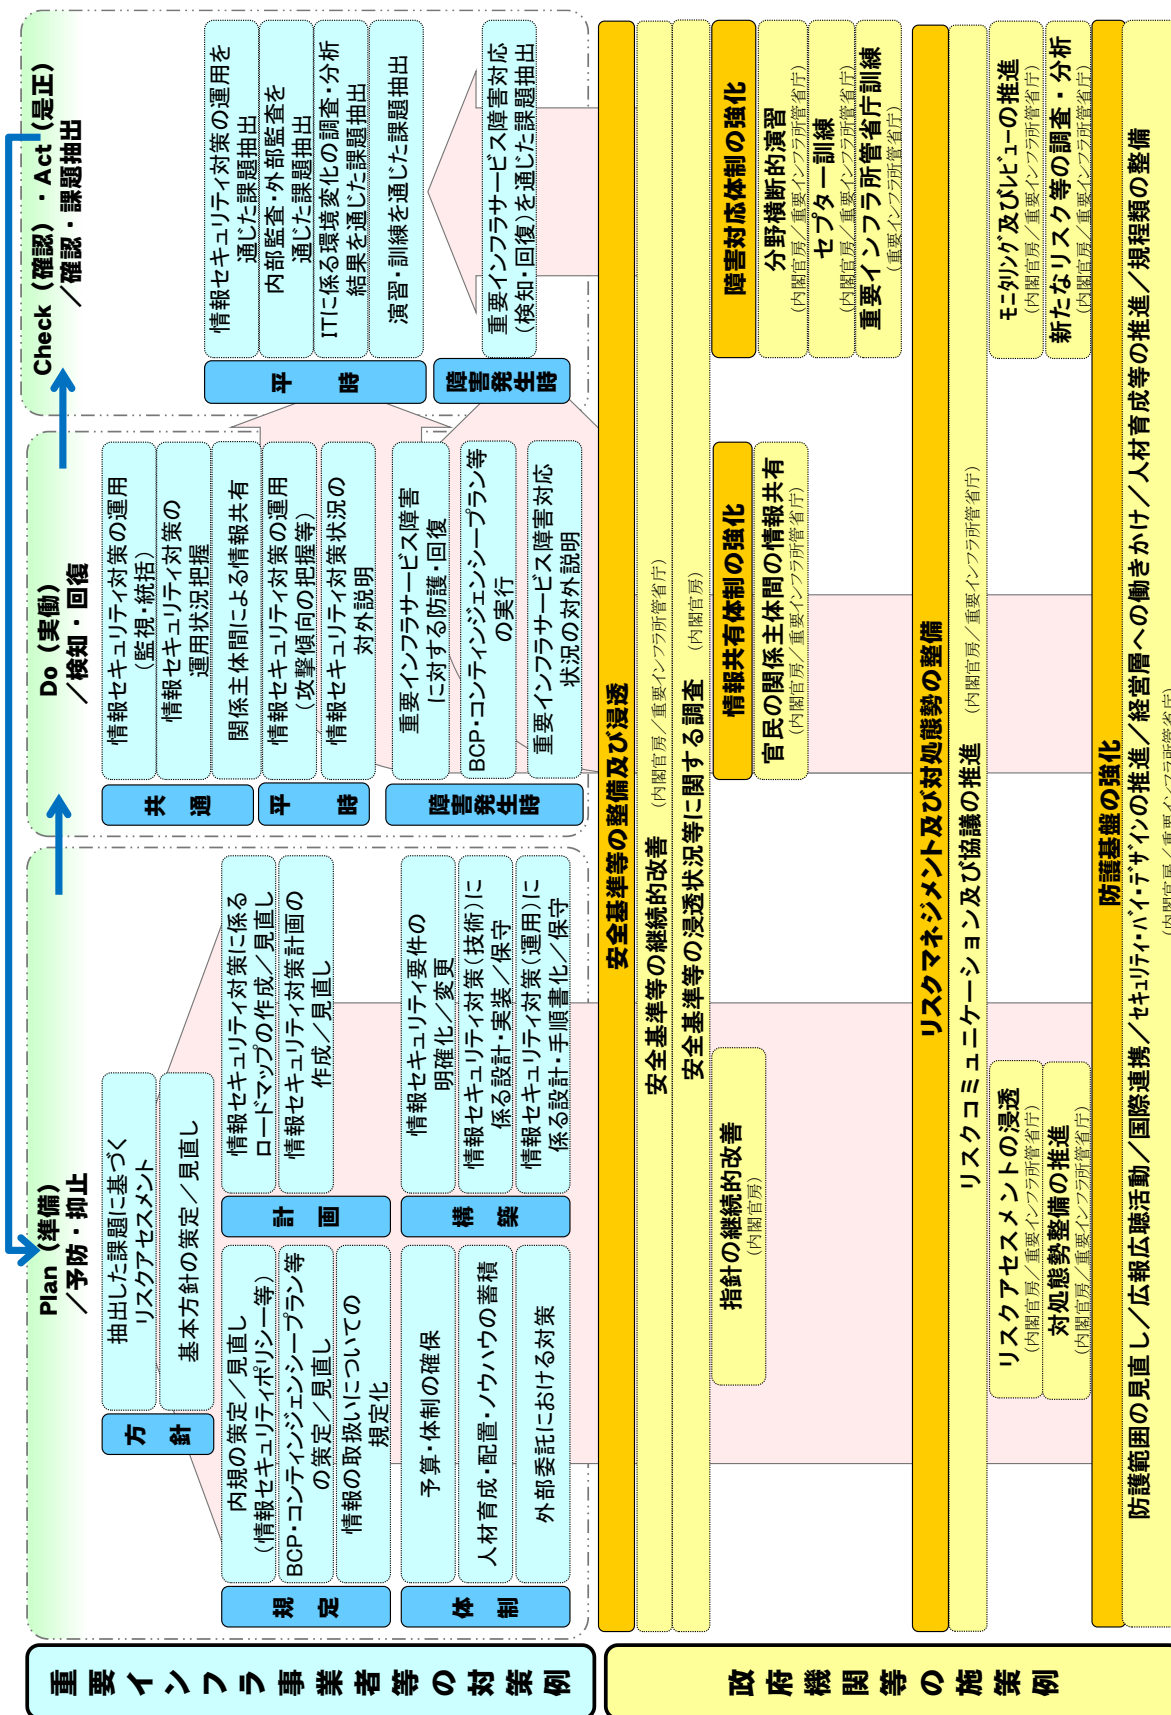 重要インフラ事業者等の対策例
Plan（準備）
／予防・抑止
方針
抽出した課題に基づく
リスクアセスメント
基本方針の策定／見直し
規定
内規の策定／見直し
（情報セキュリティポリシー等）
BCP・コンティンジェンシープラン等
の策定／見直し
情報の取扱いについての
規定化
計画
情報セキュリティ対策に係る
ロードマップの作成／見直し
情報セキュリティ対策計画の
作成／見直し
体制
予算・体制の確保
人材育成・配置・ノウハウの蓄積
外部委託における対策
構築
情報セキュリティ要件の
明確化／変更
情報セキュリティ対策（技術）に
係る設計・実装／保守
情報セキュリティ対策（運用）に
係る設計・手順書化／保守
Do（実働）
／検知・回復
共通
情報セキュリティ対策の運用
（監視・統括）
情報セキュリティ対策の
運用状況把握
関係主体間による情報共有
平時
情報セキュリティ対策の運用
（攻撃傾向の把握等）
情報セキュリティ対策状況の
対外説明
障害発生時
重要インフラサービス障害
に対する防護・回復
BCP・コンティンジェンシープラン等
の実行
重要インフラサービス障害対応
状況の対外説明
Check（確認）・Act（是正）
／確認・課題抽出
平時
情報セキュリティ対策の運用を
通じた課題抽出
内部監査・外部監査を
通じた課題抽出
ITに係る環境変化の調査・分析
結果を通じた課題抽出
演習・訓練を通じた課題抽出
障害発生時
重要インフラサービス障害対応
（検知・回復）を通じた課題抽出
政府機関等の施策例
安全基準等の整備及び浸透
安全基準等の継続的改善 （内閣官房／重要インフラ所管省庁）
安全基準等の浸透状況等に関する調査 （内閣官房）
指針の継続的改善
（内閣官房）
情報共有体制の強化
官民の関係主体間の情報共有
（内閣官房／重要インフラ所管省庁）
障害対応体制の強化
分野横断的演習
（内閣官房／重要インフラ所管省庁）
セプター訓練
（内閣官房／重要インフラ所管省庁）
重要インフラ所管省庁訓練
（重要インフラ所管省庁）
リスクマネジメント及び対処態勢の整備
リスクコミュニケーション及び協議の推進 （内閣官房／重要インフラ所管省庁）
リスクアセスメントの浸透
（内閣官房／重要インフラ所管省庁）
対処態勢整備の推進
（内閣官房／重要インフラ所管省庁）
モニタリング及びレビューの推進
（内閣官房／重要インフラ所管省庁）
新たなリスク等の調査・分析
（内閣官房／重要インフラ所管省庁）
防護基盤の強化
防護範囲の見直し／広報広聴活動／国際連携／セキュリティ・バイ・デザインの推進／経営層への働きかけ／人材育成等の推進／規程類の整備
（内閣官房／重要インフラ所管省庁）